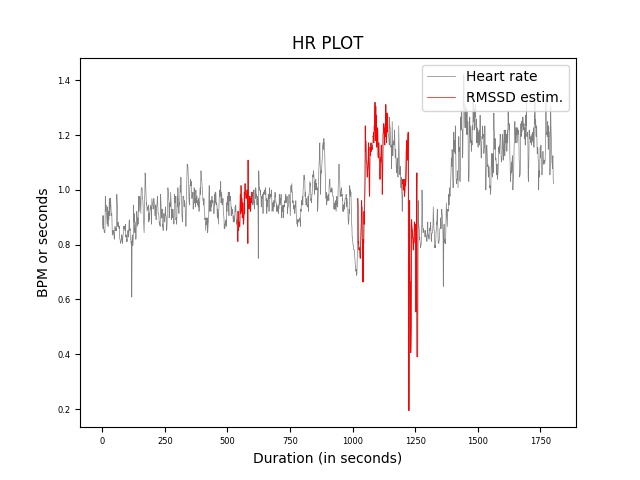 HR PLOT
Heart rate
RMSSD estim.
BPM or seconds
1.4
1.2
1.0
0.8
0.6
0.4
0.2
0 250 500 750 1000 1250 1500 1750
Duration (in seconds)